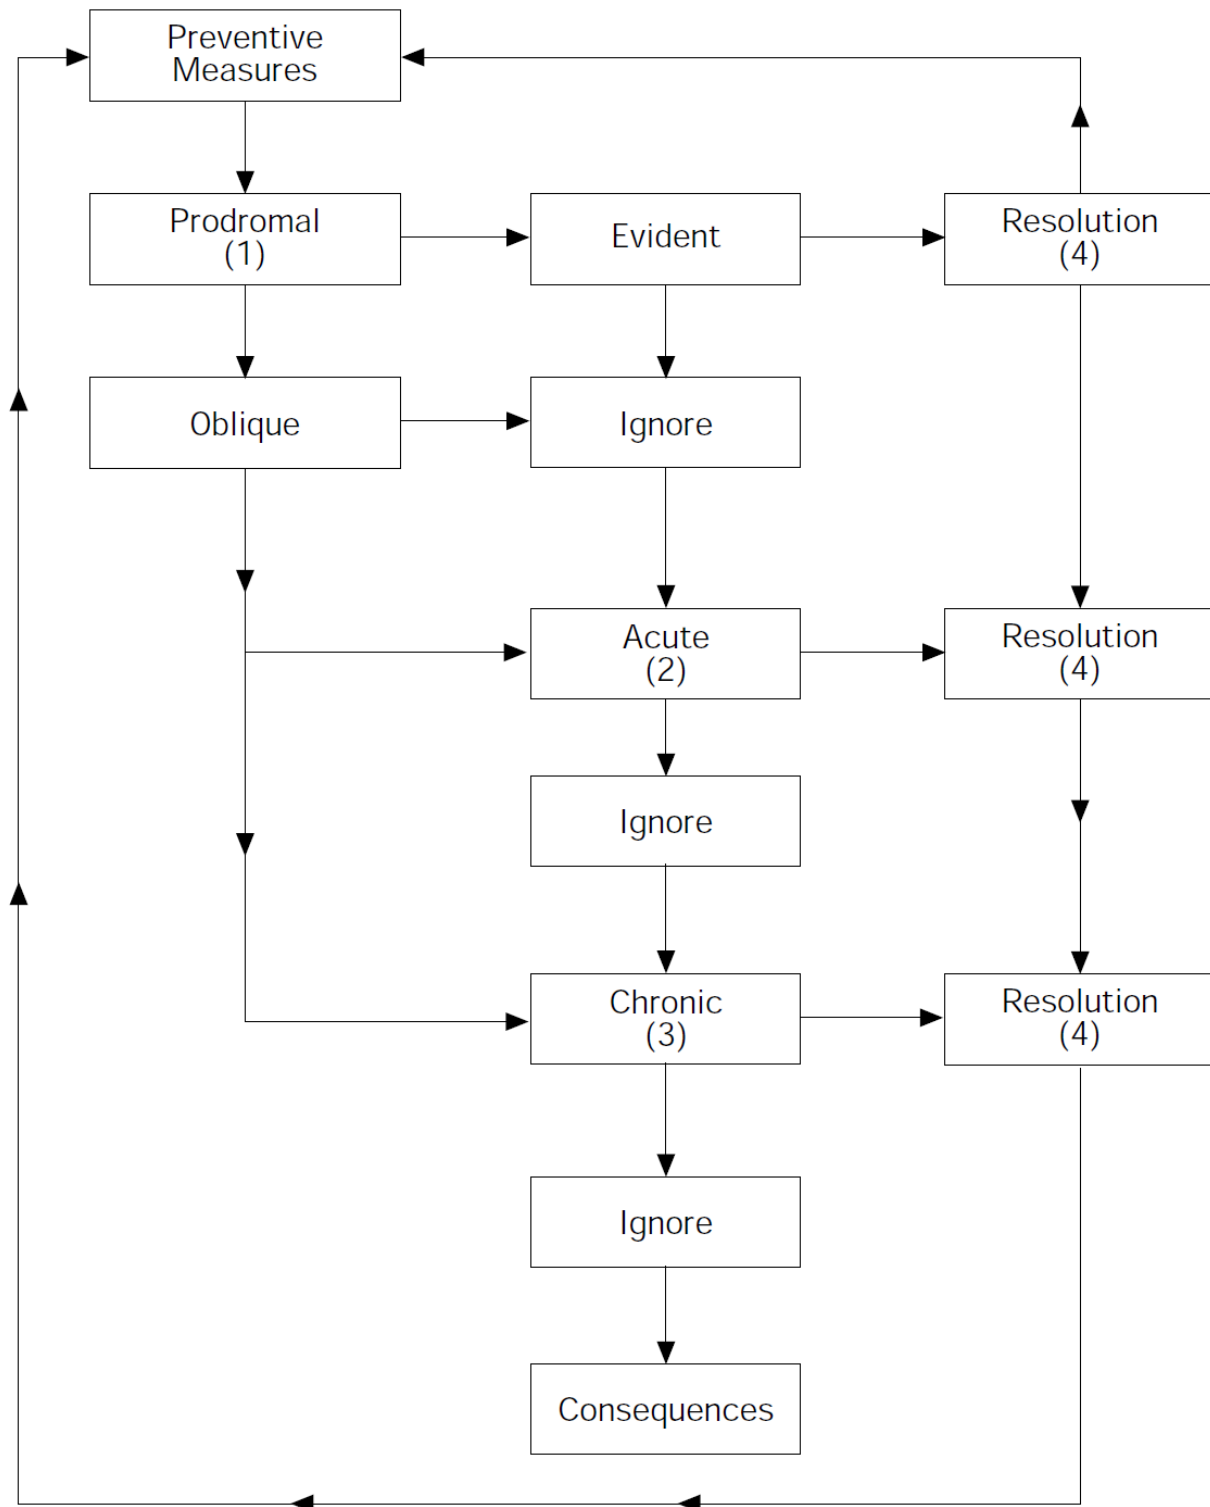 Preventive
Measures
Prodromal
(1)
Evident
Resolution
(4)
Oblique
Ignore
Acute
(2)
Resolution
(4)
Ignore
Chronic
(3)
Resolution
(4)
Ignore
Consequences